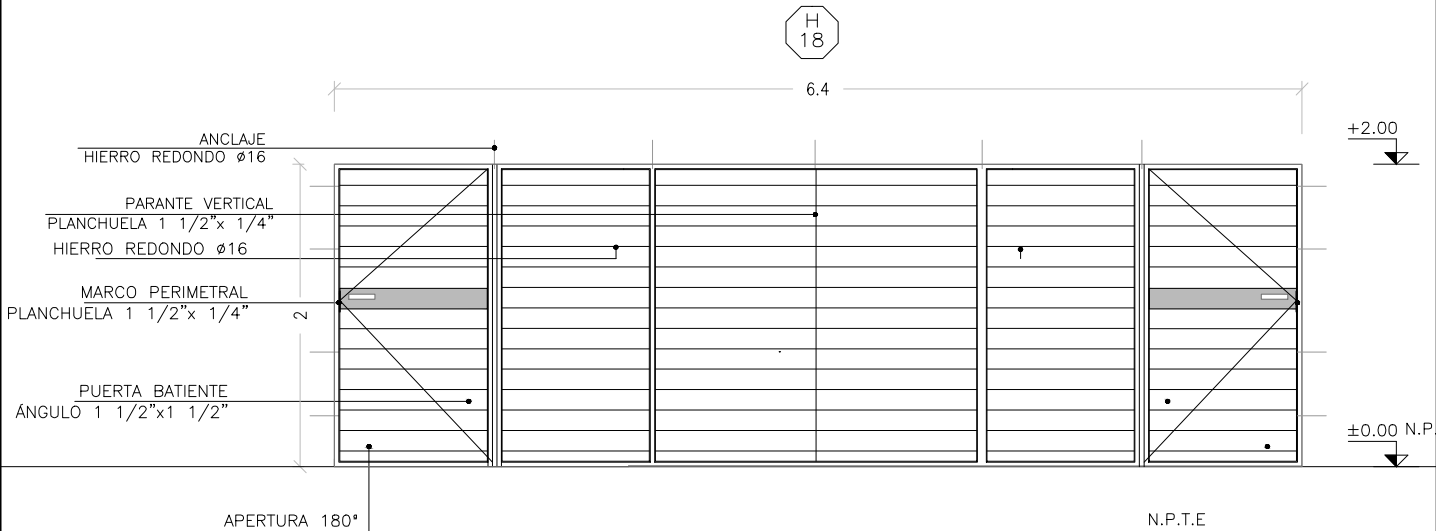 H
18
6.4
+2.00
ANCLAJE
HIERRO REDONDO ø16
PARANTE VERTICAL
PLANCHUELA 1 1/2"x 1/4"
HIERRO REDONDO ø16
MARCO PERIMETRAL
PLANCHUELA 1 1/2"x 1/4"
2
PUERTA BATIENTE
ÁNGULO 1 1/2"x1 1/2"
±0.00 N.P.
APERTURA 180°
N.P.T.E